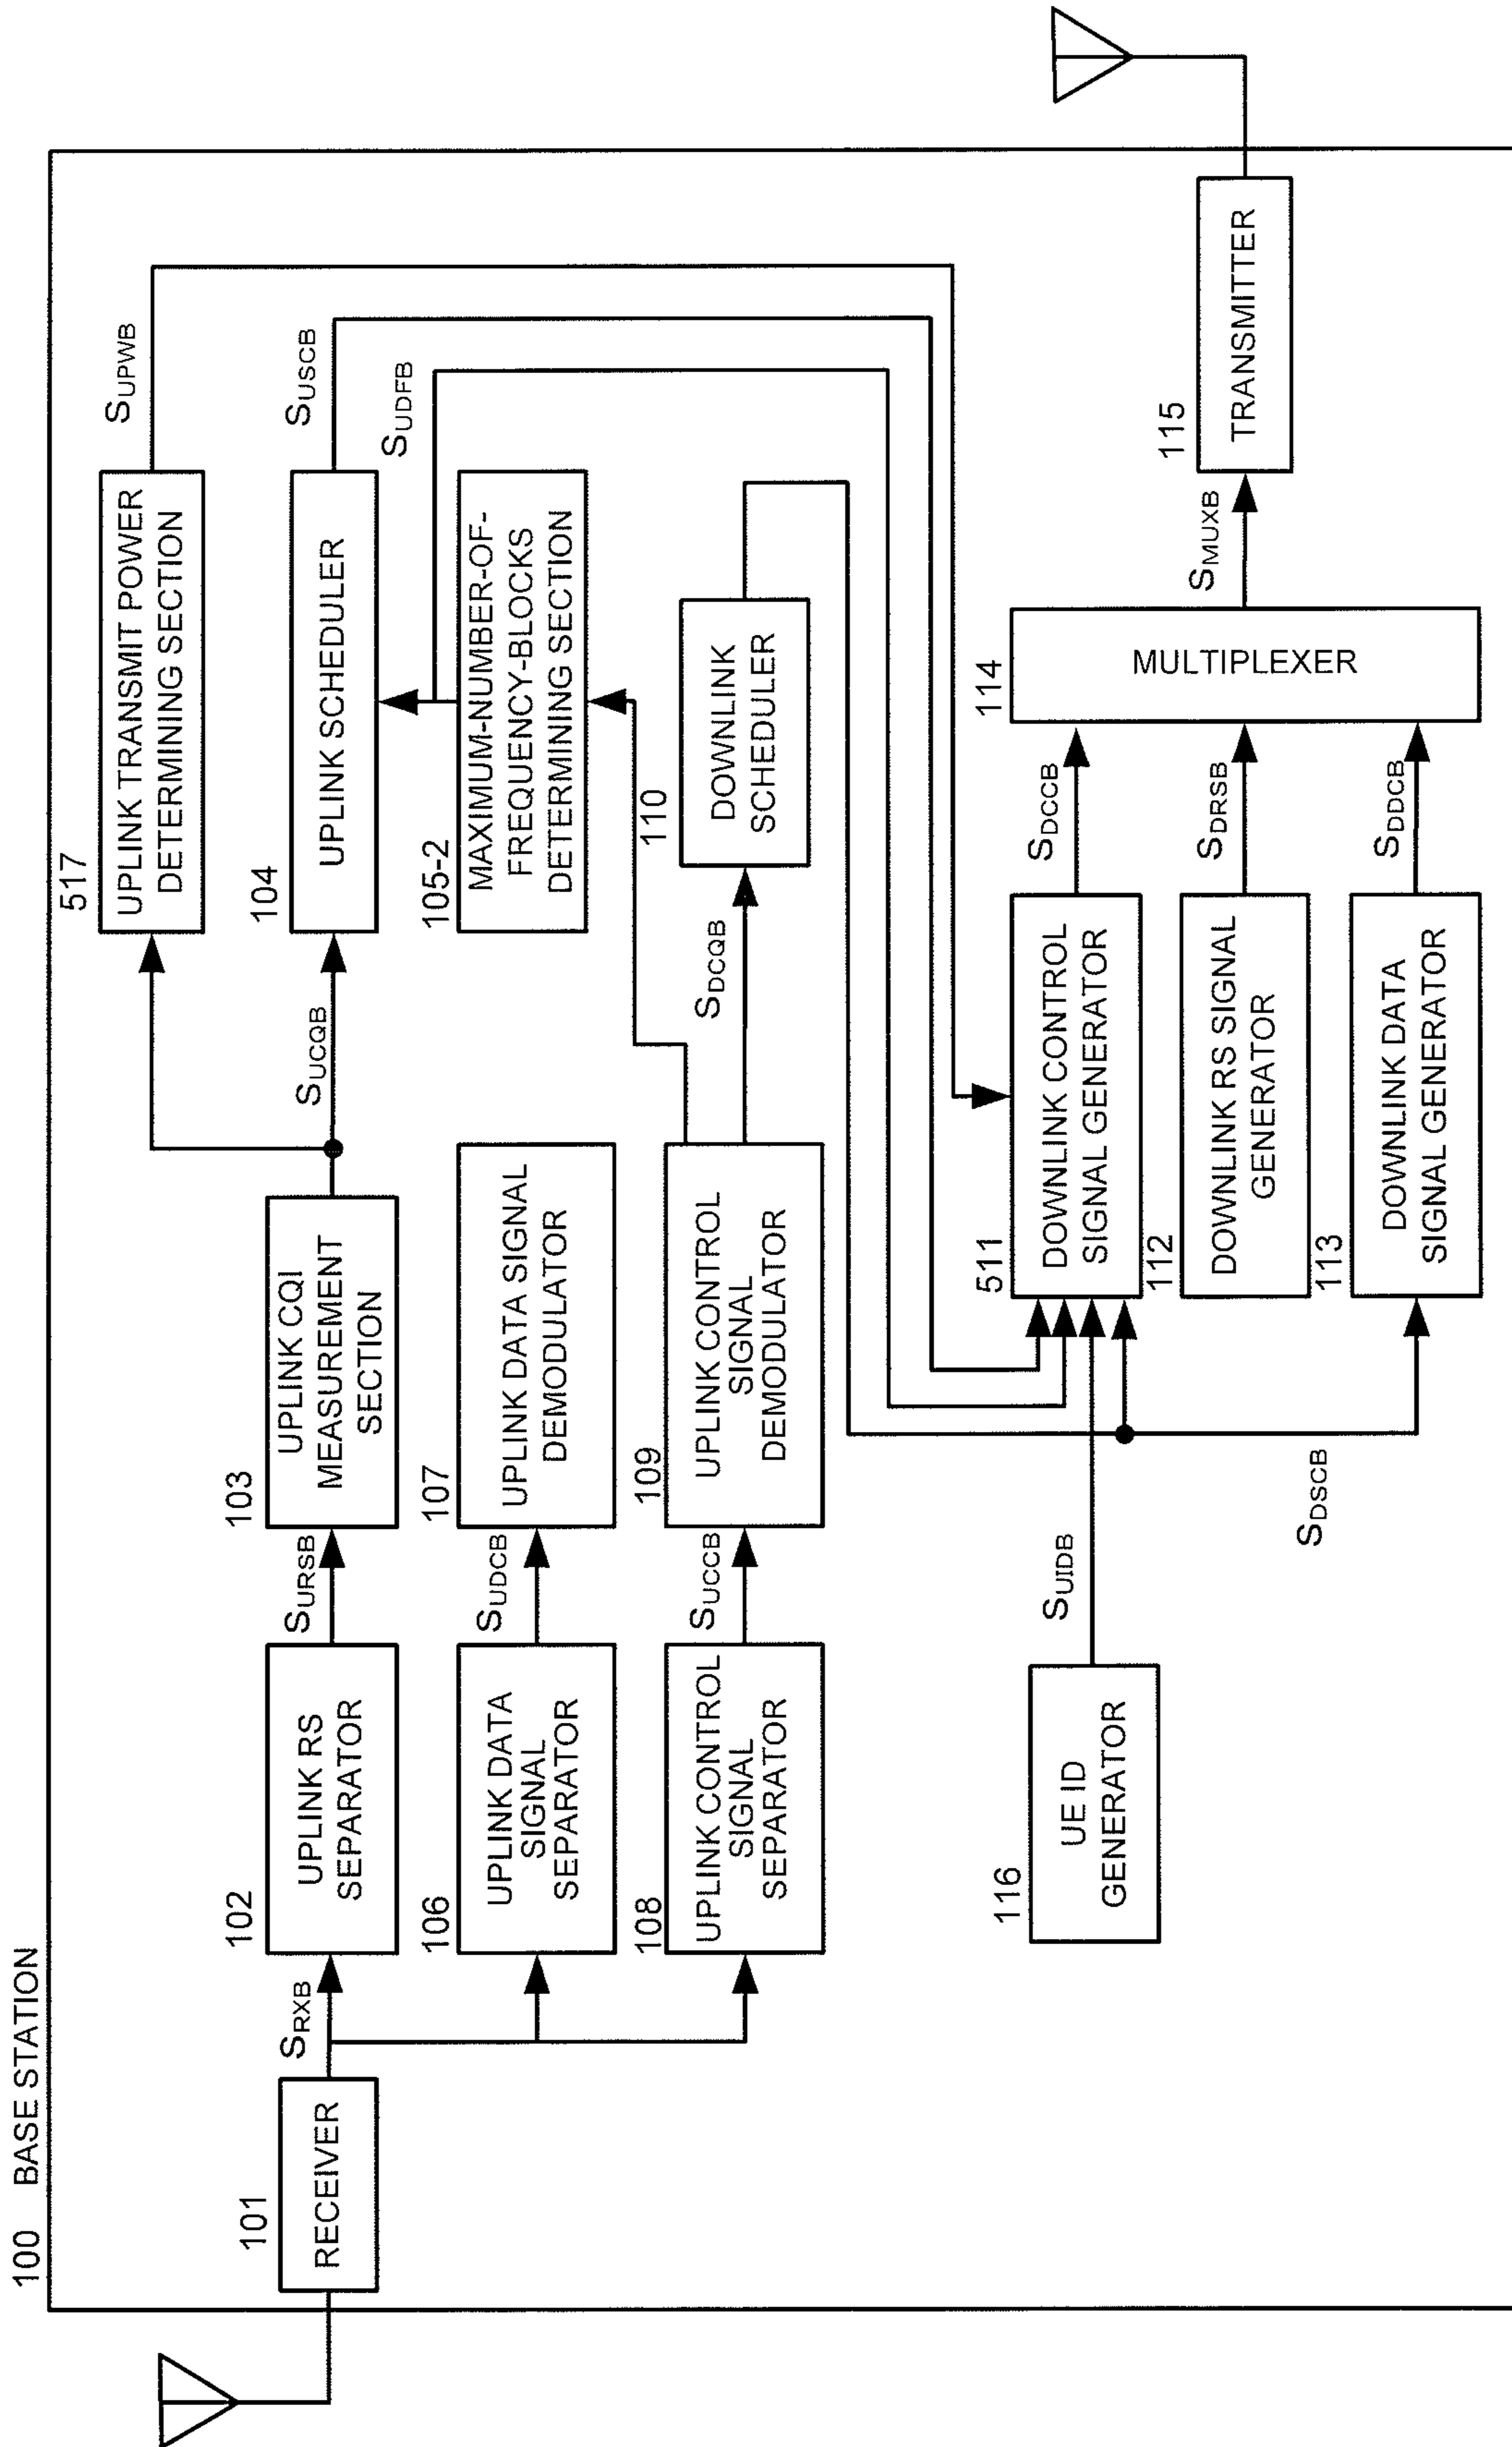 100 BASE STATION
101
RECEIVER
SRXB
102
UPLINK RS
SEPARATOR
SURSB
103
UPLINK CQI
MEASUREMENT
SECTION
SUCQB
517
UPLINK TRANSMIT POWER
DETERMINING SECTION
SUPWB
104
UPLINK SCHEDULER
SUSCB
SUDFB
105-2
MAXIMUM-NUMBER-OF-
FREQUENCY-BLOCKS
DETERMINING SECTION
106
UPLINK DATA
SIGNAL
SEPARATOR
SUDCB
107
UPLINK DATA SIGNAL
DEMODULATOR
108
UPLINK CONTROL
SIGNAL
SEPARATOR
SUCCB
109
UPLINK CONTROL
SIGNAL
DEMODULATOR
SDCQB
110
DOWNLINK
SCHEDULER
116
UE ID
GENERATOR
SUIDB
SDSCB
511
DOWNLINK CONTROL
SIGNAL GENERATOR
SDCCB
112
DOWNLINK RS SIGNAL
GENERATOR
SDRSB
113
DOWNLINK DATA
SIGNAL GENERATOR
SDDCB
114
MULTIPLEXER
SMUXB
115
TRANSMITTER